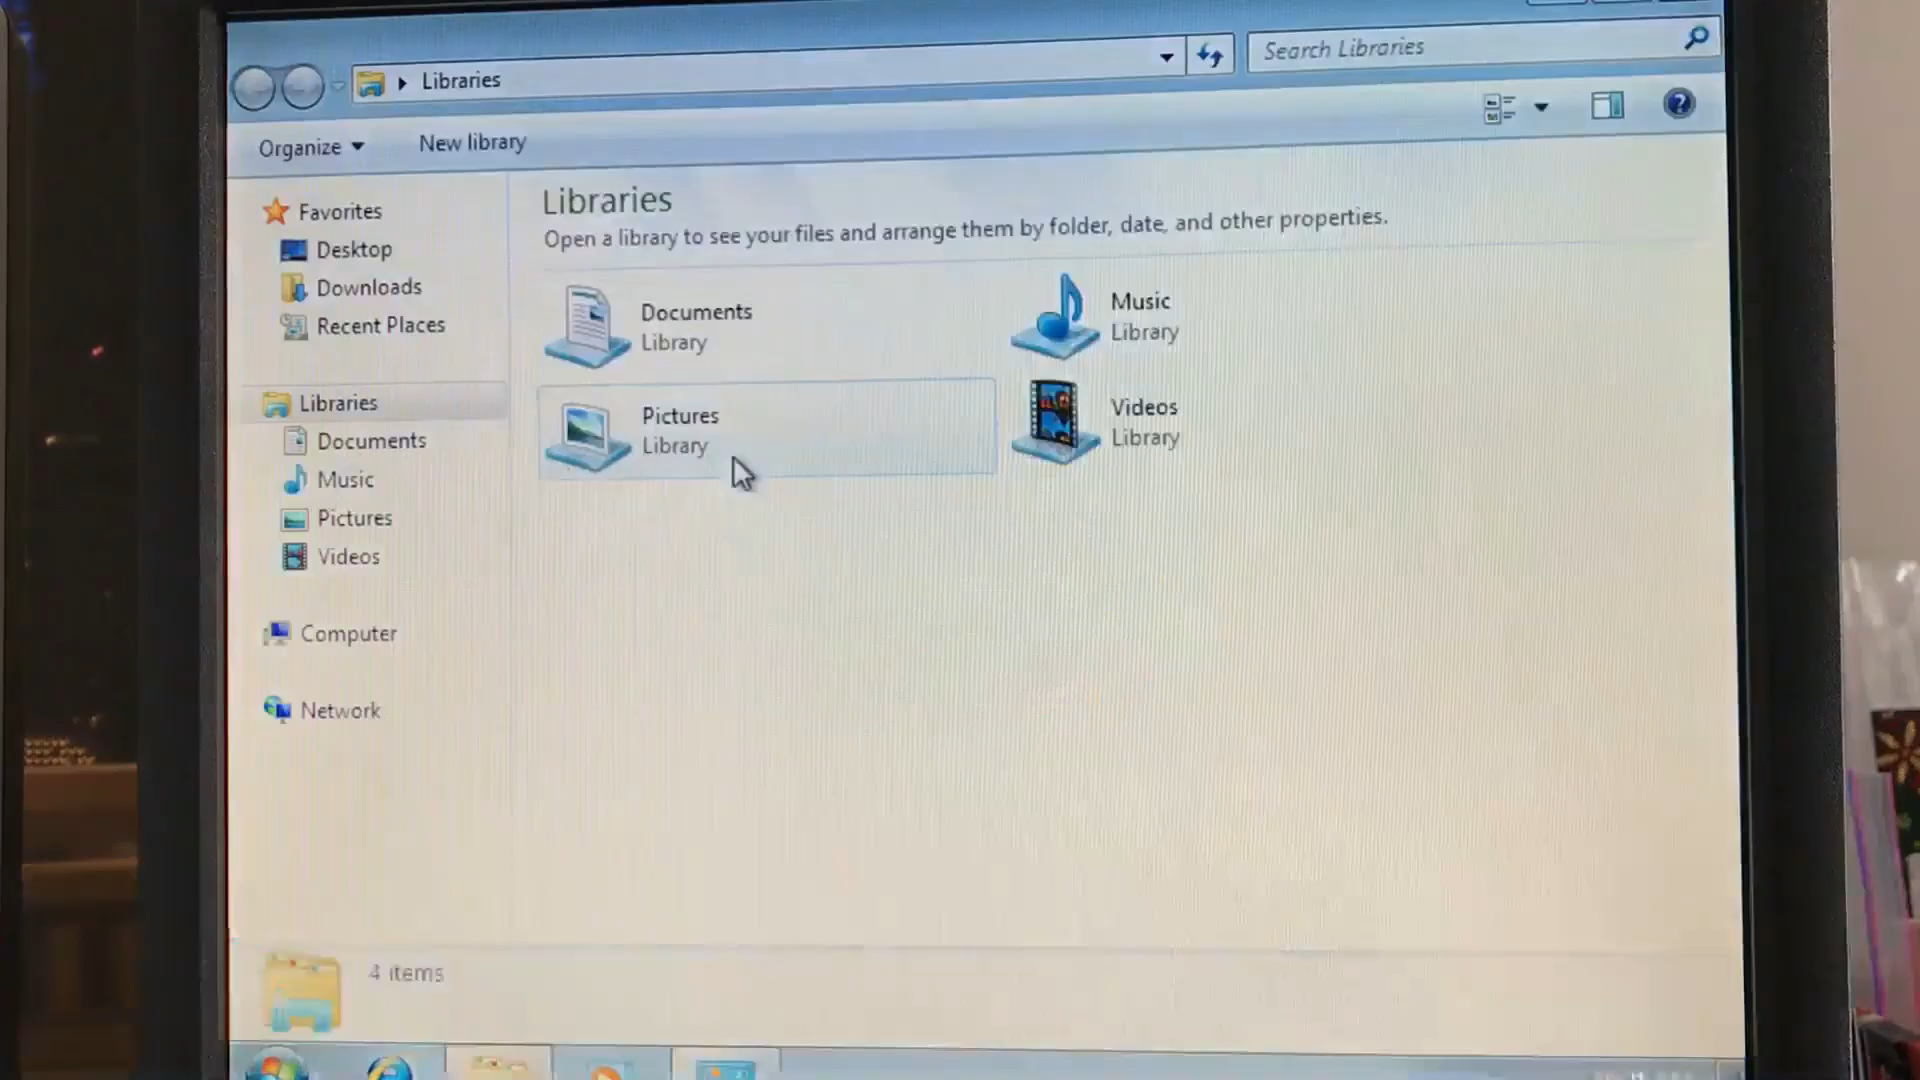 Libraries
Search Libraries
Organize
New library
Favorites
Desktop
Downloads
Recent Places
Libraries
Documents
Music
Pictures
Videos
Computer
Network
Libraries
Open a library to see your files and arrange them by folder, date, and other properties.
Documents
Library
Music
Library
Pictures
Library
Videos
Library
4 items